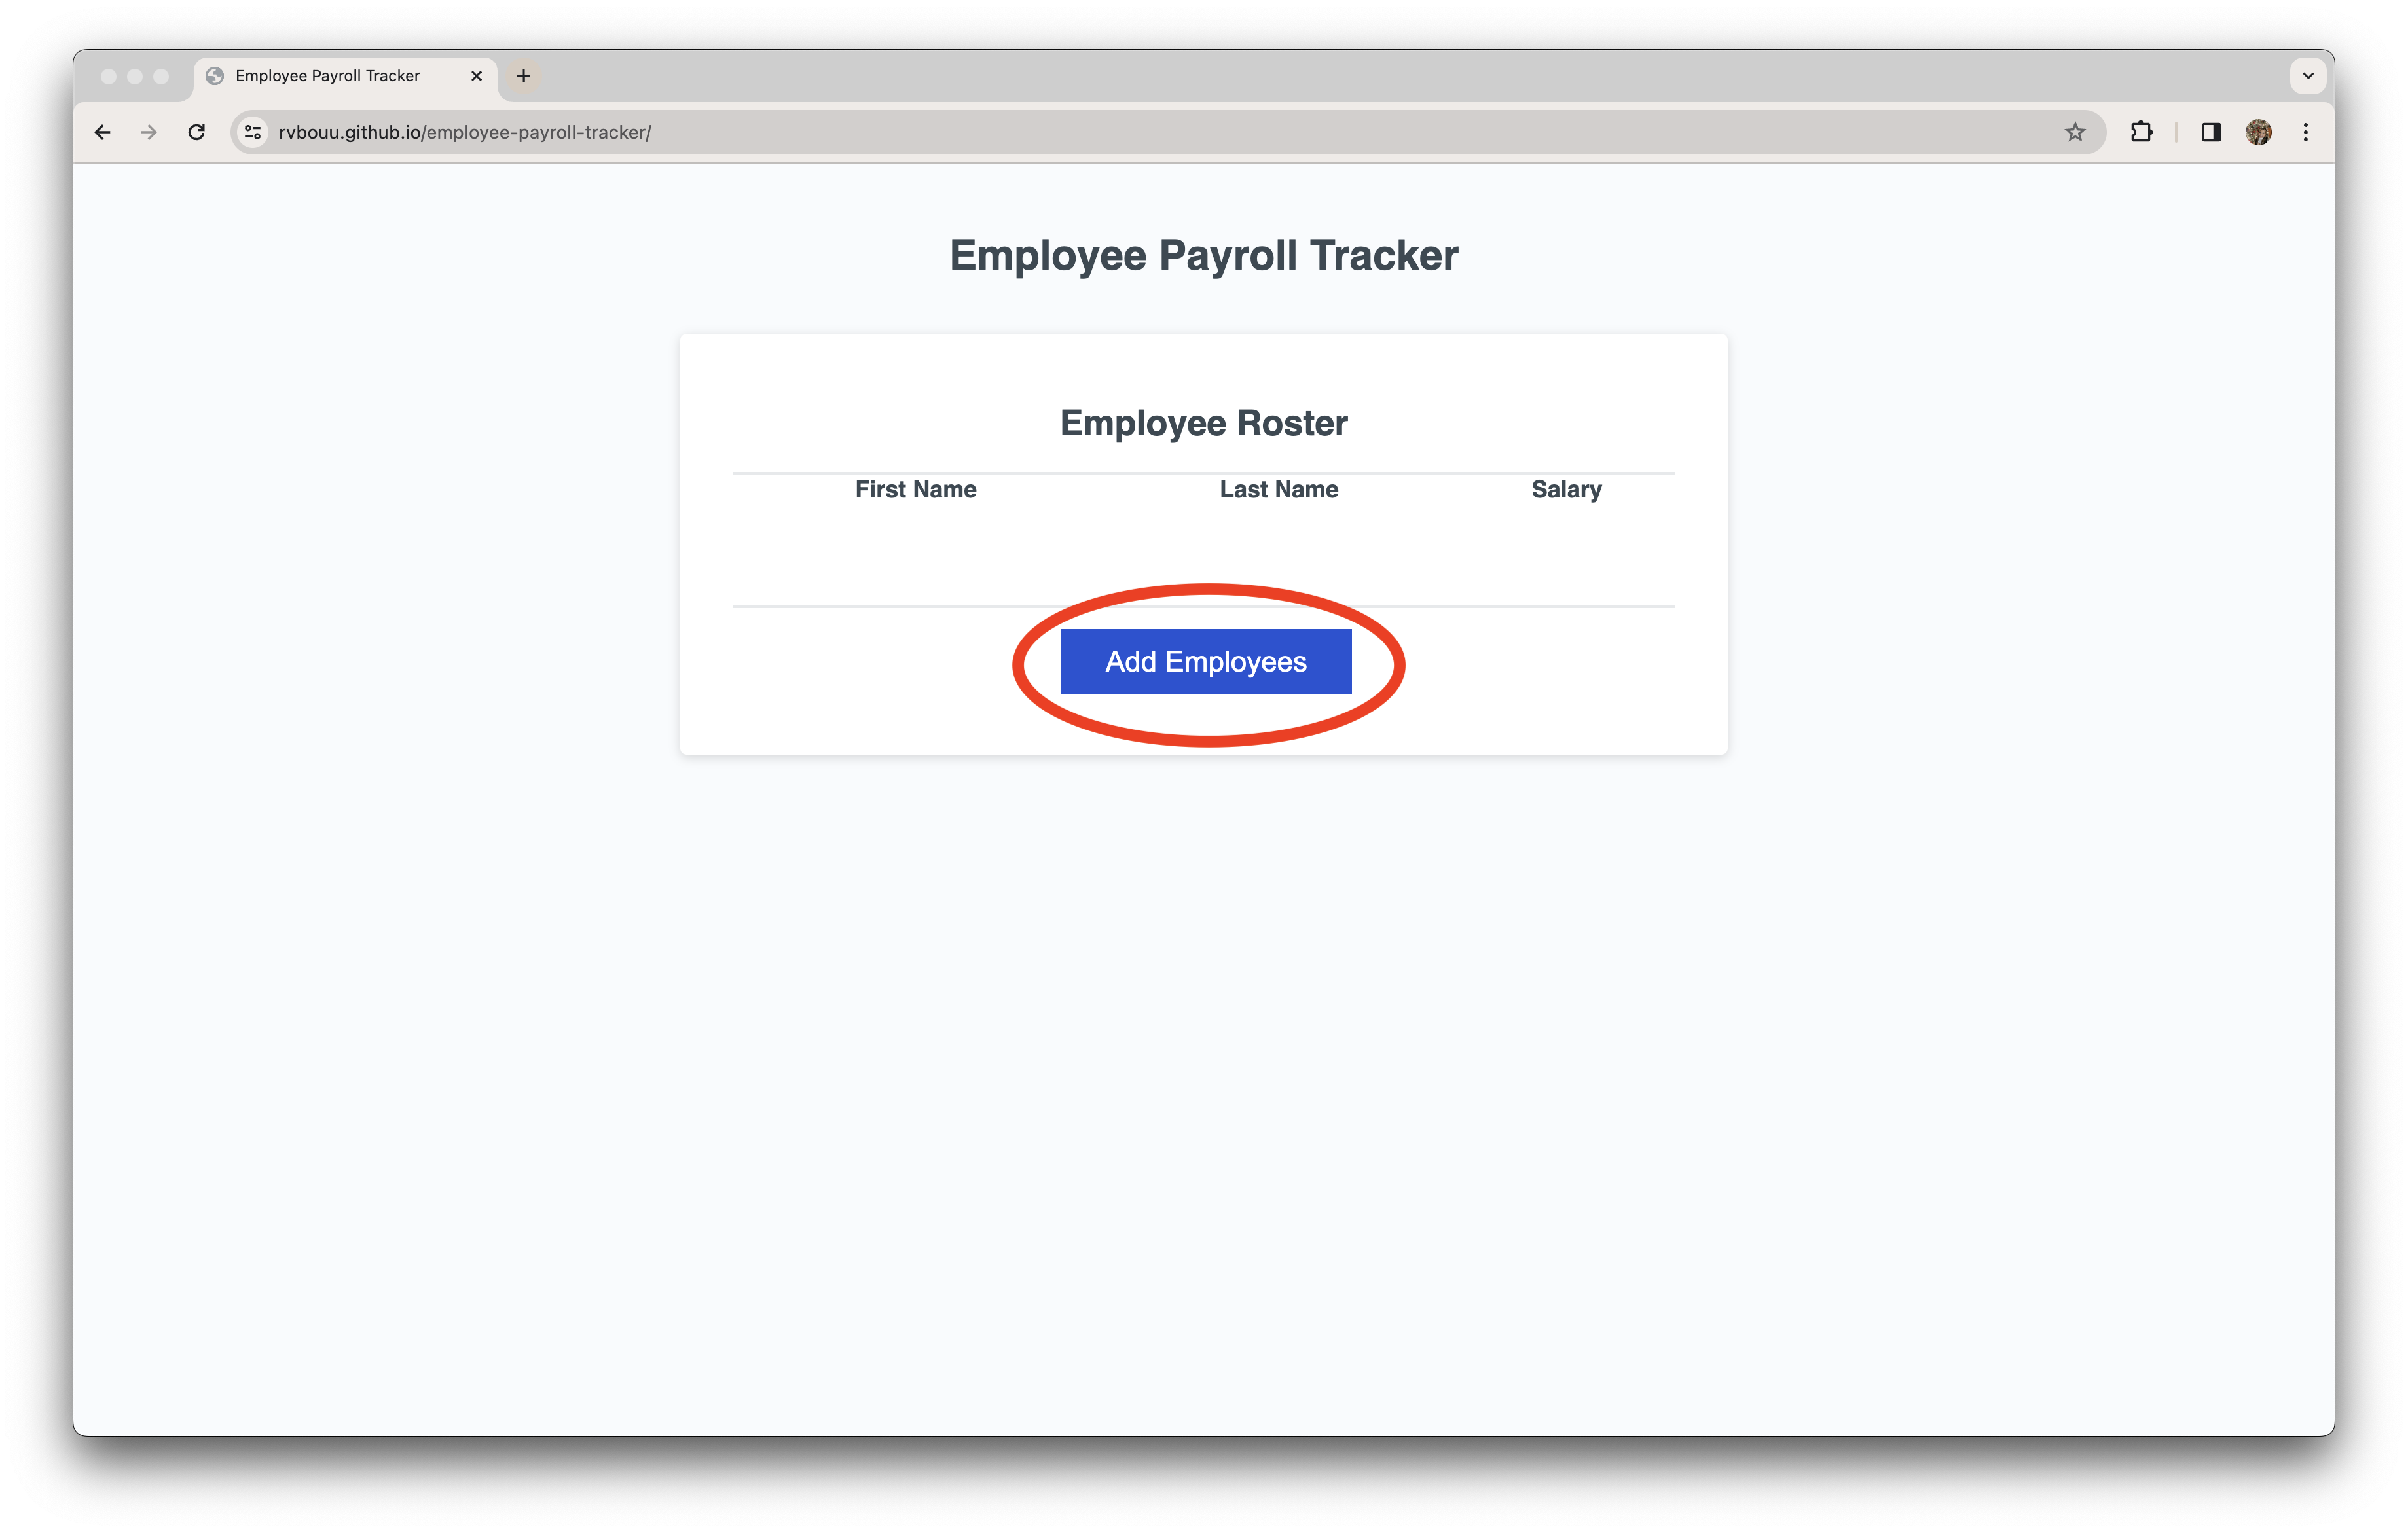 Employee Payroll Tracker
rvbouu.github.io/employee-payroll-tracker/
Employee Payroll Tracker
Employee Roster
First Name Last Name Salary
Add Employees